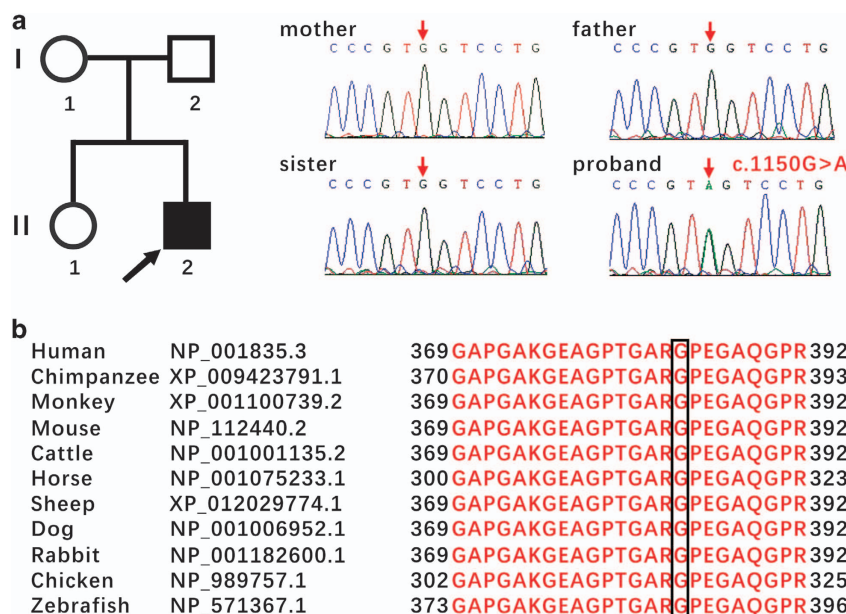 a
I
1
2
II
1
2
mother
C C C G T G G T C C T G
father
C C C G T G G T C C T G
sister
C C C G T G G T C C T G
proband c.1150G>A
C C C G T A G T C C T G
b
Human NP_001835.3 369 GAPGAKGEAGPTGARGPEGAQGPR 392
Chimpanzee XP_009423791.1 370 GAPGAKGEAGPTGARGPEGAQGPR 393
Monkey XP_001100739.2 369 GAPGAKGEAGPTGARGPEGAQGPR 392
Mouse NP_112440.2 369 GAPGAKGEAGPTGARGPEGAQGPR 392
Cattle NP_001001135.2 369 GAPGAKGEAGPTGARGPEGAQGPR 392
Horse NP_001075233.1 300 GAPGAKGEAGPTGARGPEGAQGPR 323
Sheep XP_012029774.1 369 GAPGAKGEAGPTGARGPEGAQGPR 392
Dog NP_001006952.1 369 GAPGAKGEAGPTGARGPEGAQGPR 392
Rabbit NP_001182600.1 369 GAPGAKGEAGPTGARGPEGAQGPR 392
Chicken NP_989757.1 302 GAPGAKGEAGPTGARGPEGAQGPR 325
Zebrafish NP_571367.1 373 GAPGAKGEAGPTGARGPEGAQGPR 396